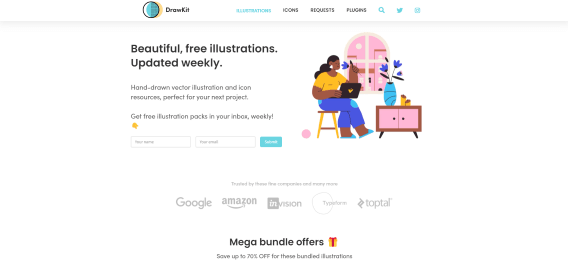 DrawKit
ILLUSTRATIONS ICONS REQUESTS PLUGINS
Beautiful, free illustrations.
Updated weekly.
Hand-drawn vector illustration and icon
resources, perfect for your next project.
Get free illustration packs in your inbox, weekly!
Your name Your email Submit
Trusted by these fine companies and many more
Google amazon invision Typeform toptal
Mega bundle offers
Save up to 70% OFF for these bundled illustrations